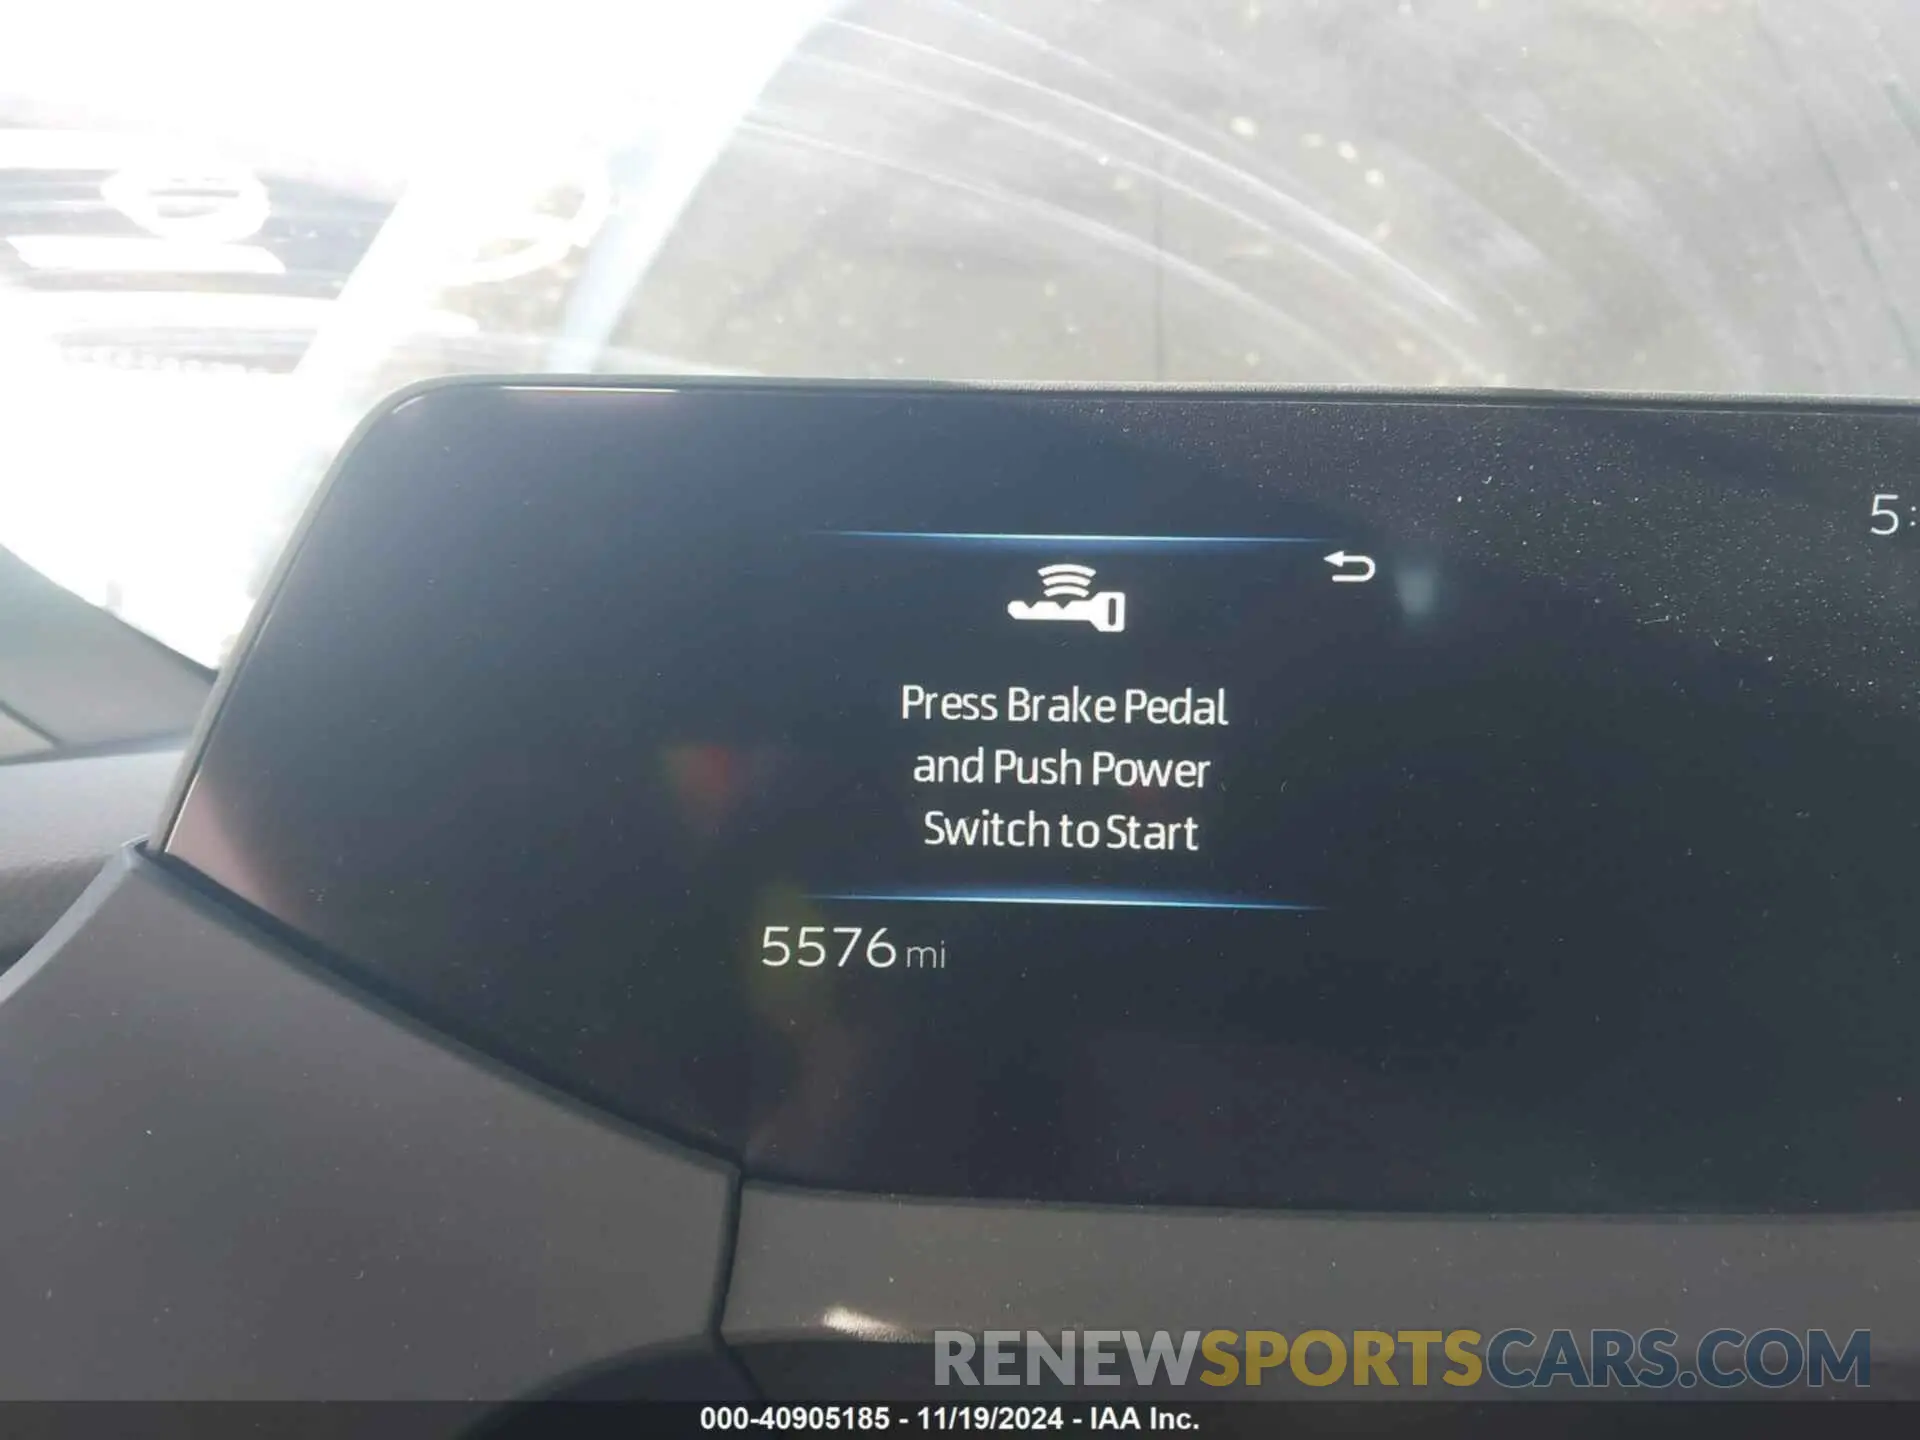 5:
Press Brake Pedal
and Push Power
Switch to Start
5576 mi
RENEWSPORTSCARS.COM
000-40905185 - 11/19/2024 - IAA Inc.